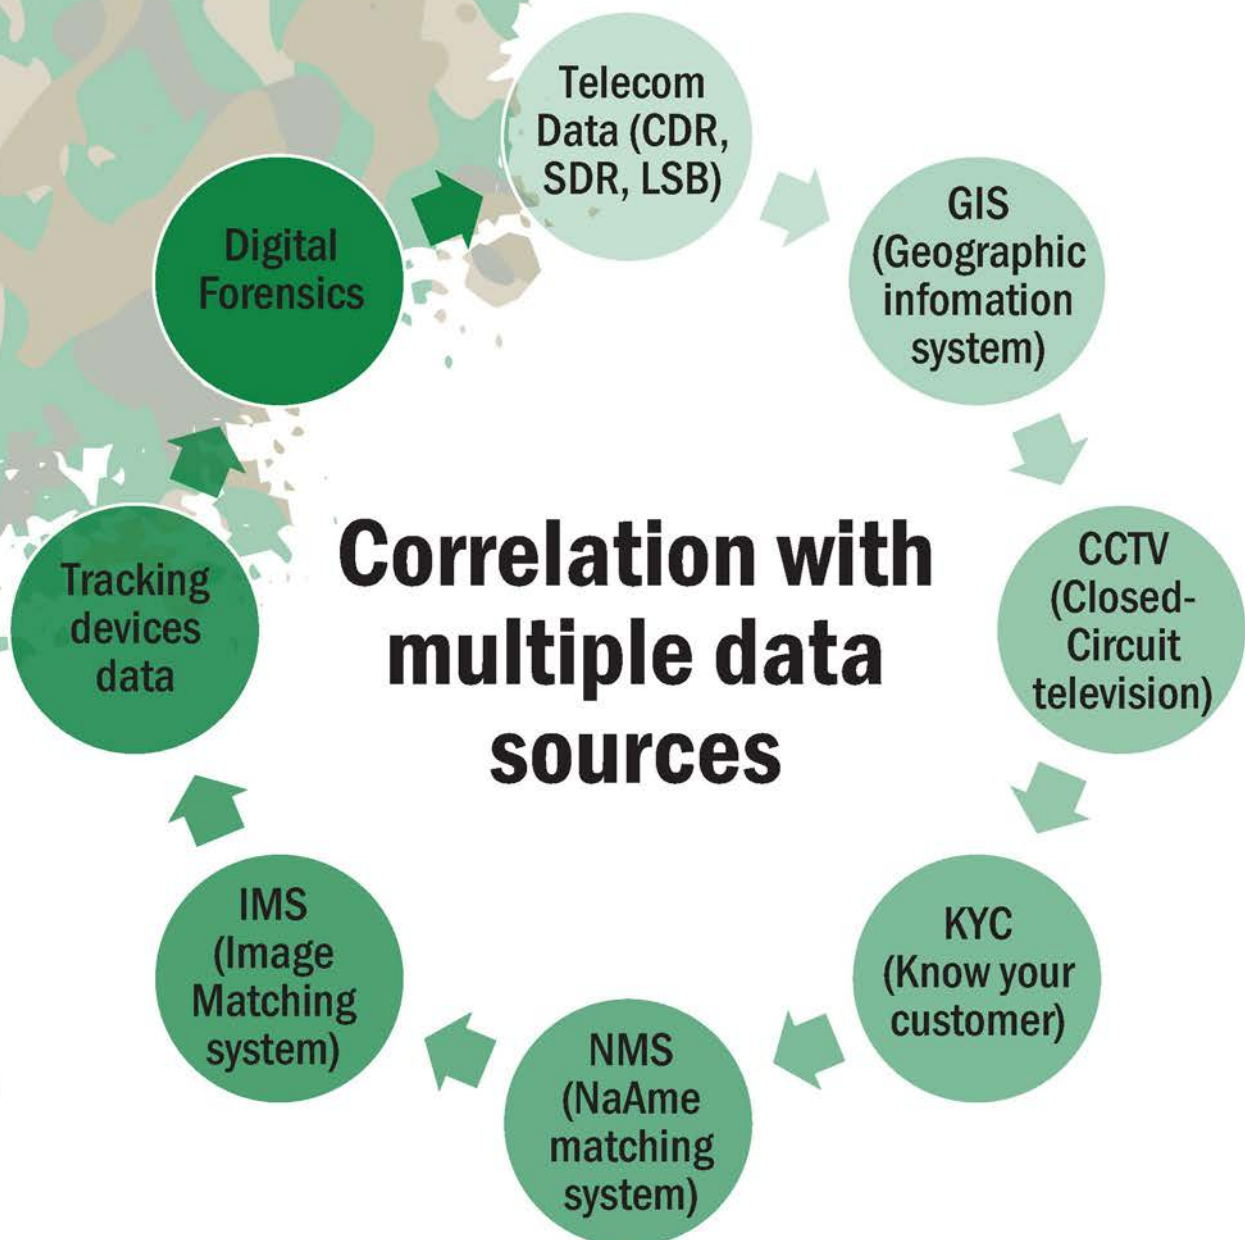 Telecom
Data (CDR,
SDR, LSB)
GIS
(Geographic
infomation
system)
CCTV
(Closed-
Circuit
television)
KYC
(Know your
customer)
NMS
(NaAme
matching
system)
IMS
(Image
Matching
system)
Tracking
devices
data
Digital
Forensics
Correlation with
multiple data
sources